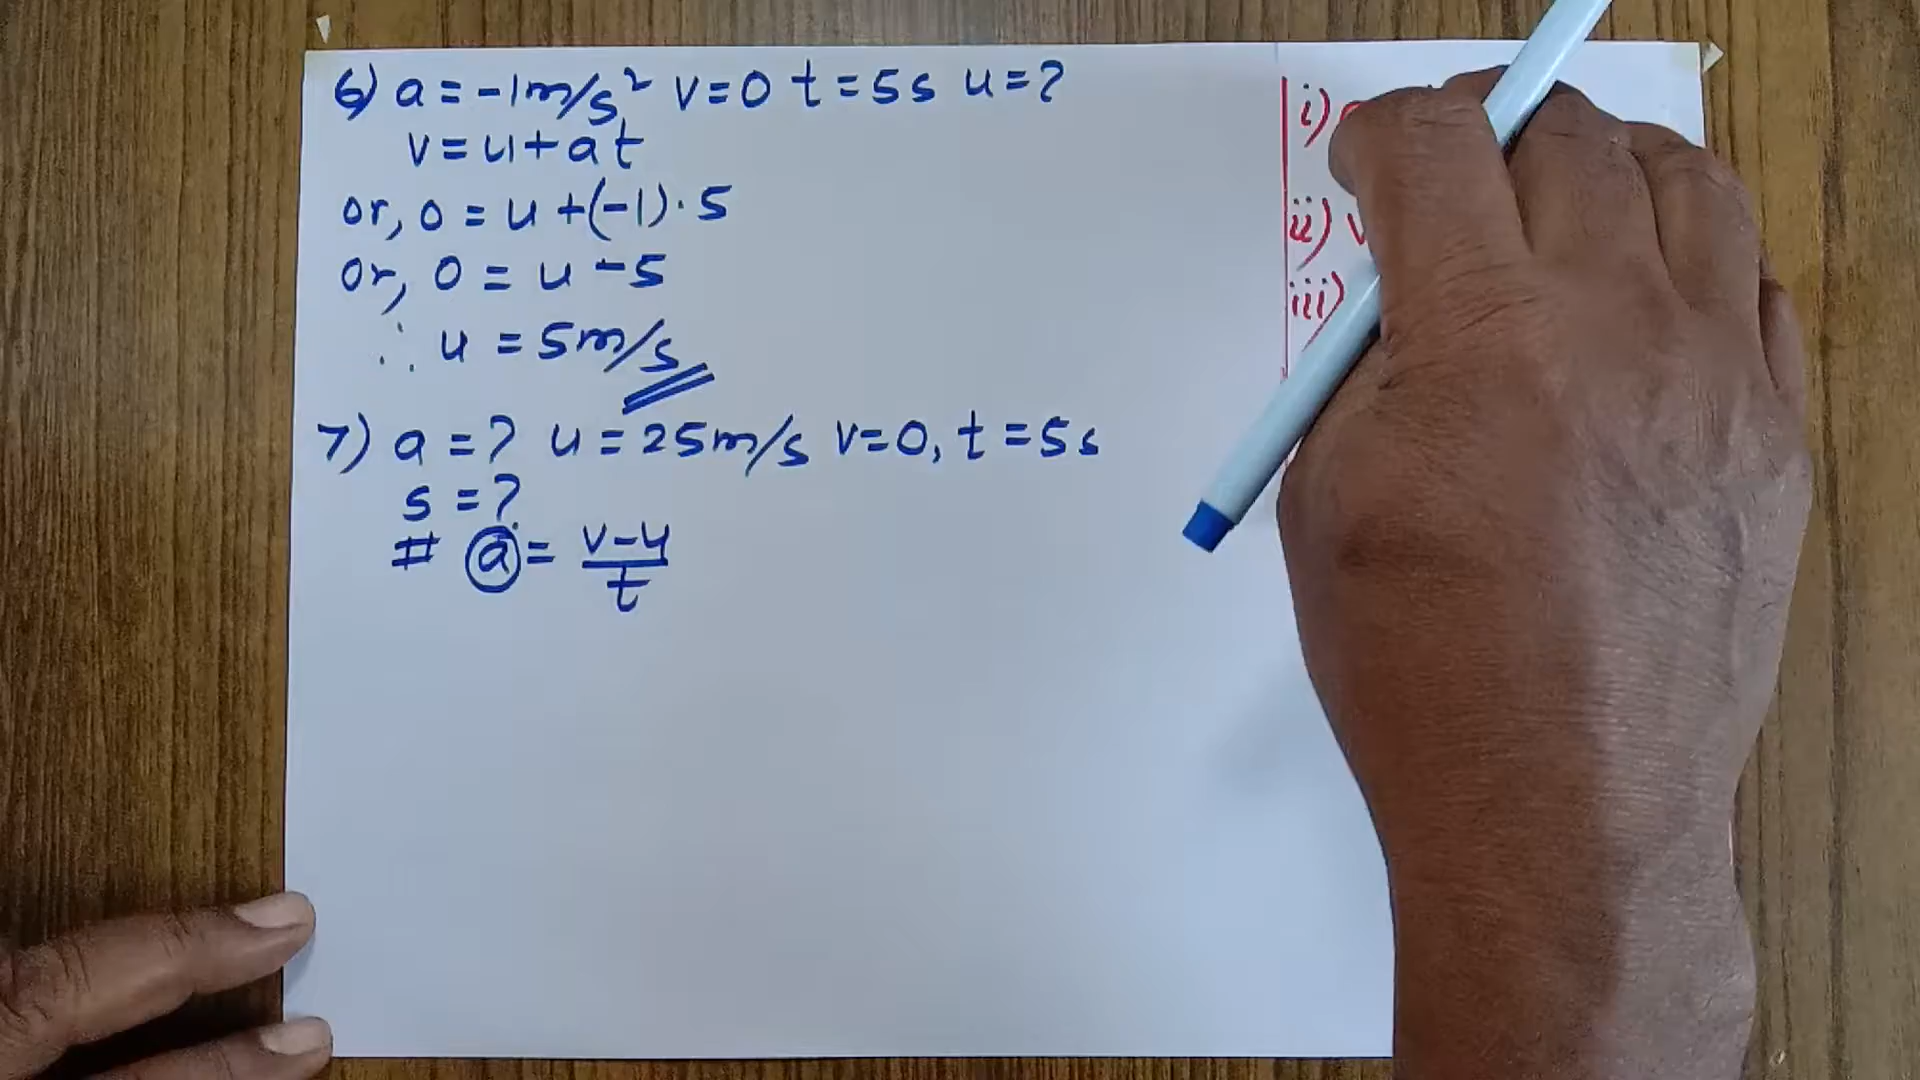 6) a = -1m/s² v=0 t=5s u=?
v=u+at
or, 0 = u+(-1)·5
or, 0 = u-5
∴ u = 5m/s
7) a=? u=25m/s v=0, t=5s
s=?
# a = v-u/t
i)
ii) v
iii)